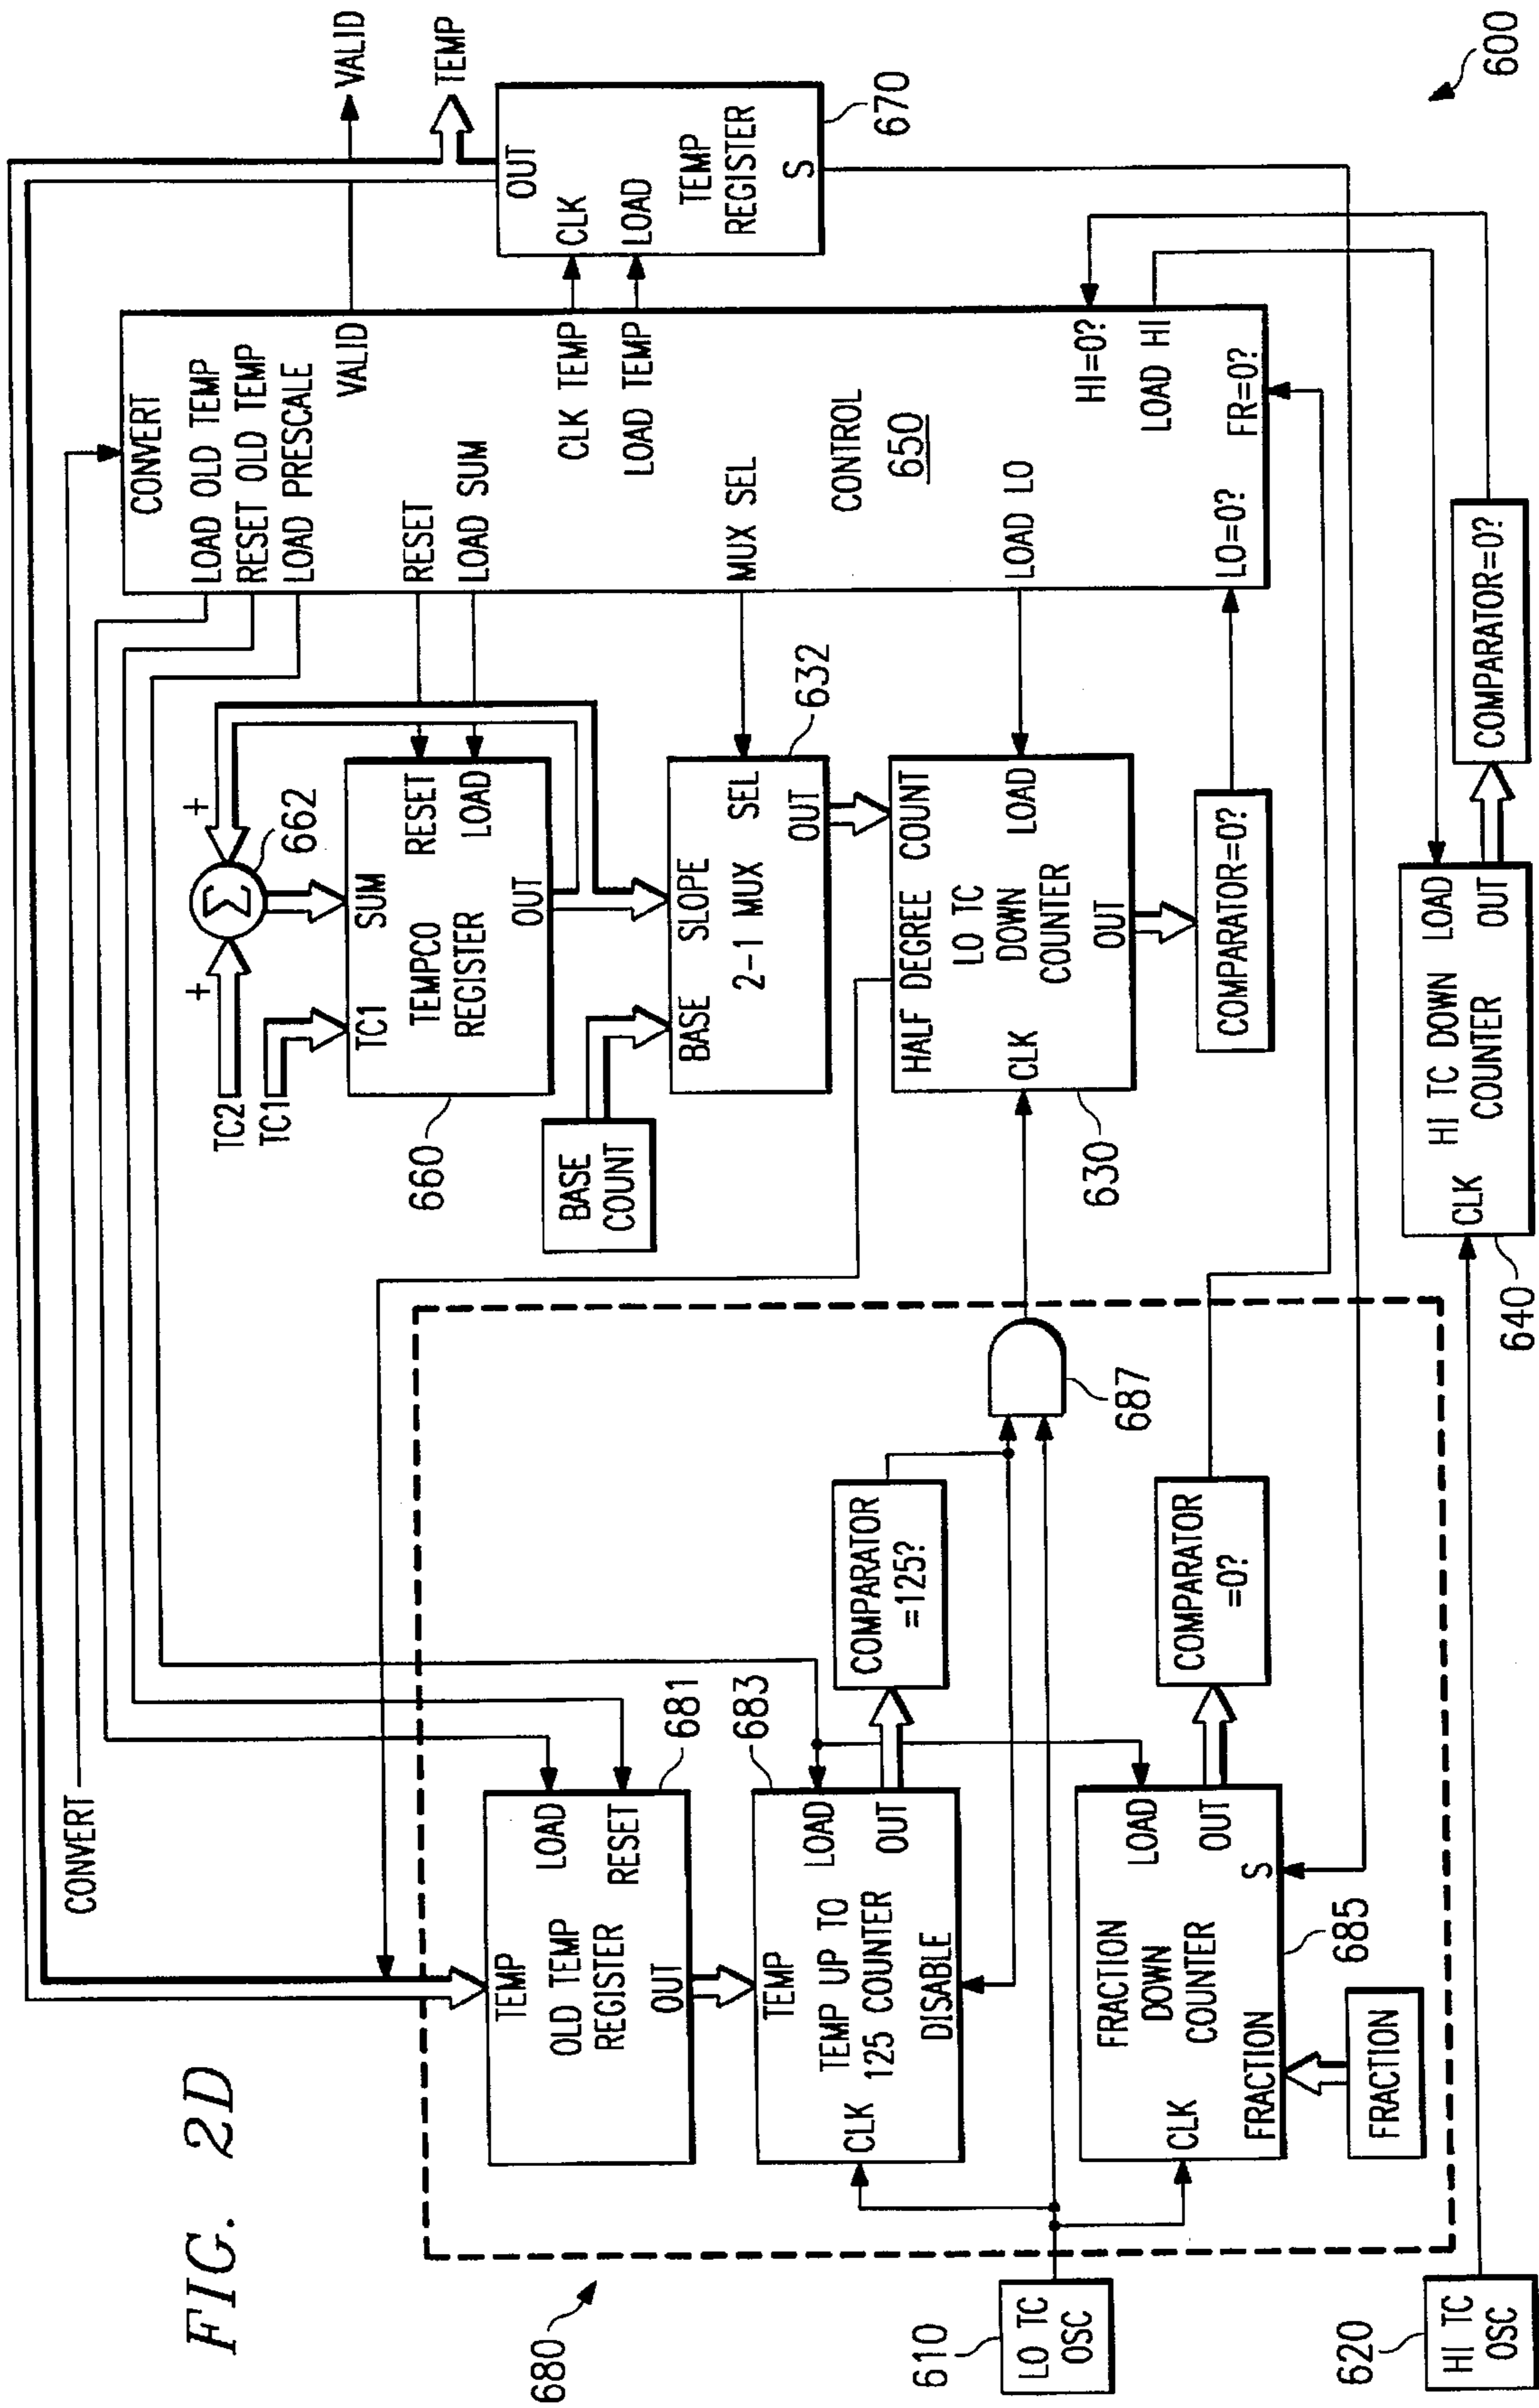 FIG. 2D
600
CONVERT
VALID
TEMP
680
TEMP
LOAD
OLD TEMP
REGISTER
RESET
OUT
681
TEMP
LOAD
TEMP UP TO
125 COUNTER
OUT
CLK
DISABLE
683
COMPARATOR
=125?
FRACTION
DOWN
COUNTER
LOAD
OUT
CLK
FRACTION
S
685
FRACTION
COMPARATOR
=0?
687
610
LO TC
OSC
620
HI TC
OSC
TC2
TC1
+
+
Σ
662
TC1
SUM
RESET
LOAD
TEMPCO
REGISTER
OUT
660
BASE
COUNT
BASE
SLOPE
2-1 MUX
SEL
OUT
632
HALF DEGREE
COUNT
LO TC
DOWN
COUNTER
LOAD
CLK
OUT
630
COMPARATOR=0?
CONVERT
LOAD OLD TEMP
RESET OLD TEMP
LOAD PRESCALE
VALID
RESET
LOAD SUM
CLK TEMP
LOAD TEMP
MUX SEL
CONTROL
650
LOAD LO
HI=0?
LOAD HI
LO=0?
FR=0?
OUT
CLK
LOAD
TEMP
REGISTER
S
670
HI TC DOWN
COUNTER
LOAD
OUT
CLK
640
COMPARATOR=0?